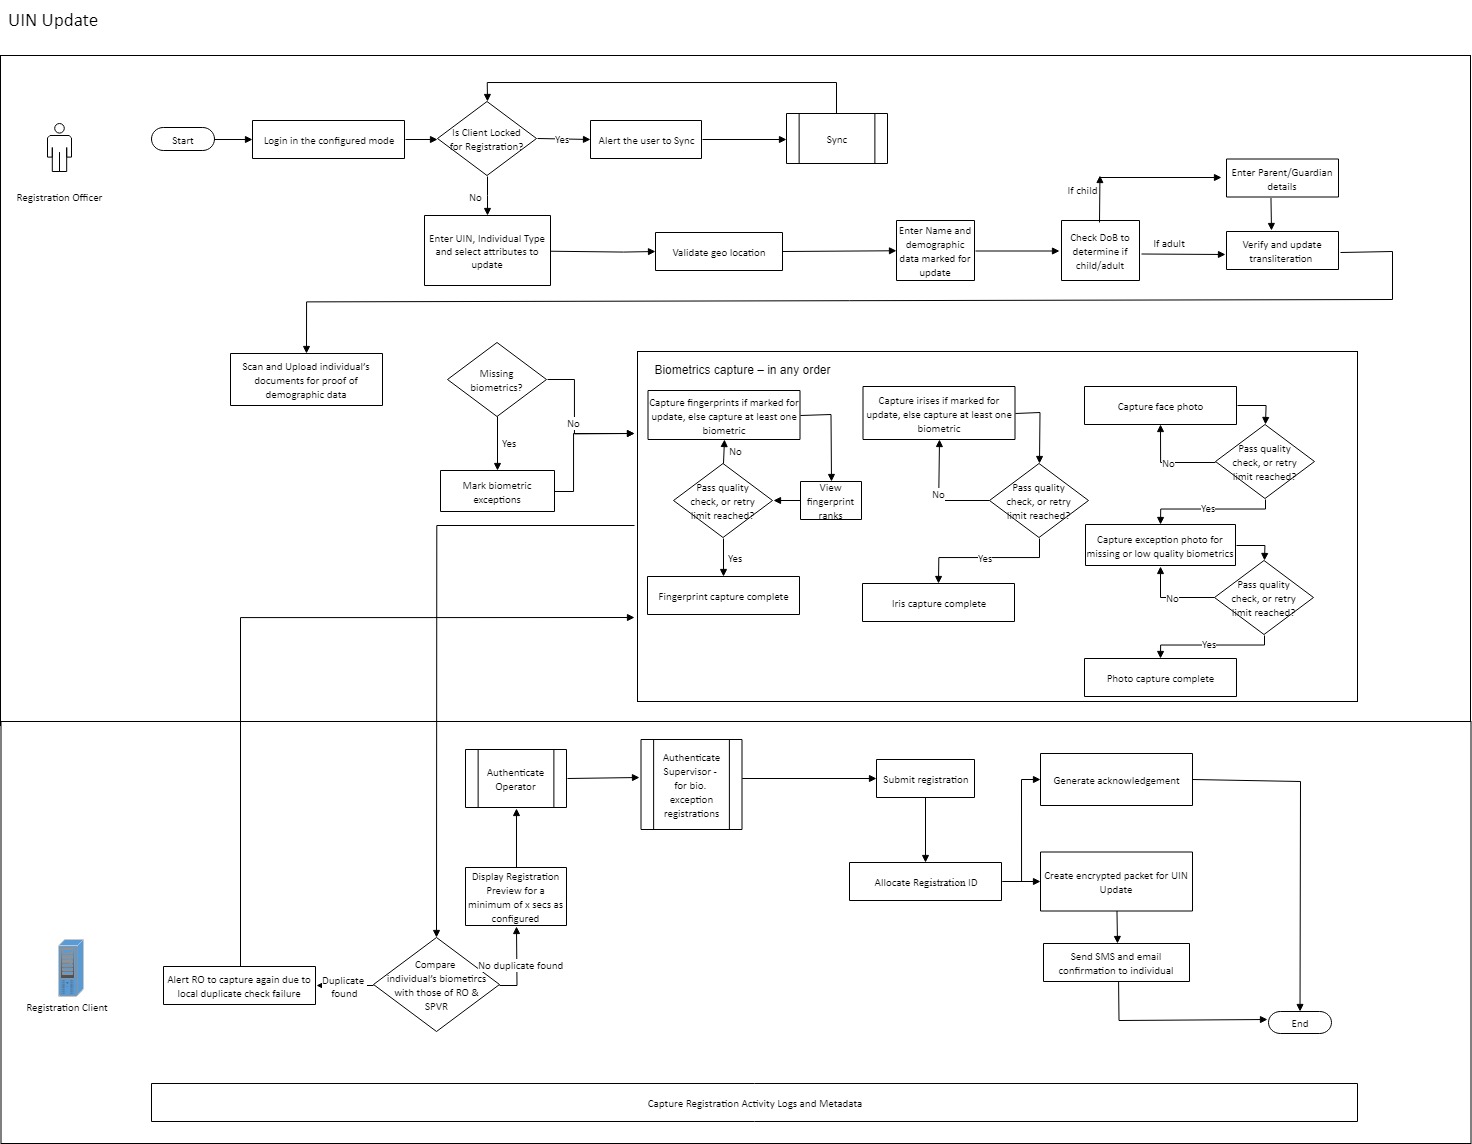 UIN Update
Registration Officer
Start
Login in the configured mode
Is Client Locked
for Registration?
Yes
Alert the user to Sync
Sync
No
Enter UIN, Individual Type
and select attributes to
update
Validate geo location
Enter Name and
demographic
data marked for
update
Check DoB to
determine if
child/adult
If child
Enter Parent/Guardian
details
If adult
Verify and update
transliteration
Scan and Upload individual's
documents for proof of
demographic data
Missing
biometrics?
No
Yes
Mark biometric
exceptions
Biometrics capture – in any order
Capture fingerprints if marked for
update, else capture at least one
biometric
No
Pass quality
check, or retry
limit reached?
View
fingerprint
ranks
Yes
Fingerprint capture complete
Capture irises if marked for
update, else capture at least one
biometric
No
Pass quality
check, or retry
limit reached?
Yes
Iris capture complete
Capture face photo
Pass quality
check, or retry
limit reached?
No
Yes
Capture exception photo for
missing or low quality biometrics
Pass quality
check, or retry
limit reached?
No
Yes
Photo capture complete
Registration Client
Alert RO to capture again due to
local duplicate check failure
Duplicate
found
Compare
individual's biometircs
with those of RO &
SPVR
No duplicate found
Display Registration
Preview for a
minimum of x secs as
configured
Authenticate
Operator
Authenticate
Supervisor -
for bio.
exception
registrations
Submit registration
Allocate Registration ID
Generate acknowledgement
Create encrypted packet for UIN
Update
Send SMS and email
confirmation to individual
End
Capture Registration Activity Logs and Metadata